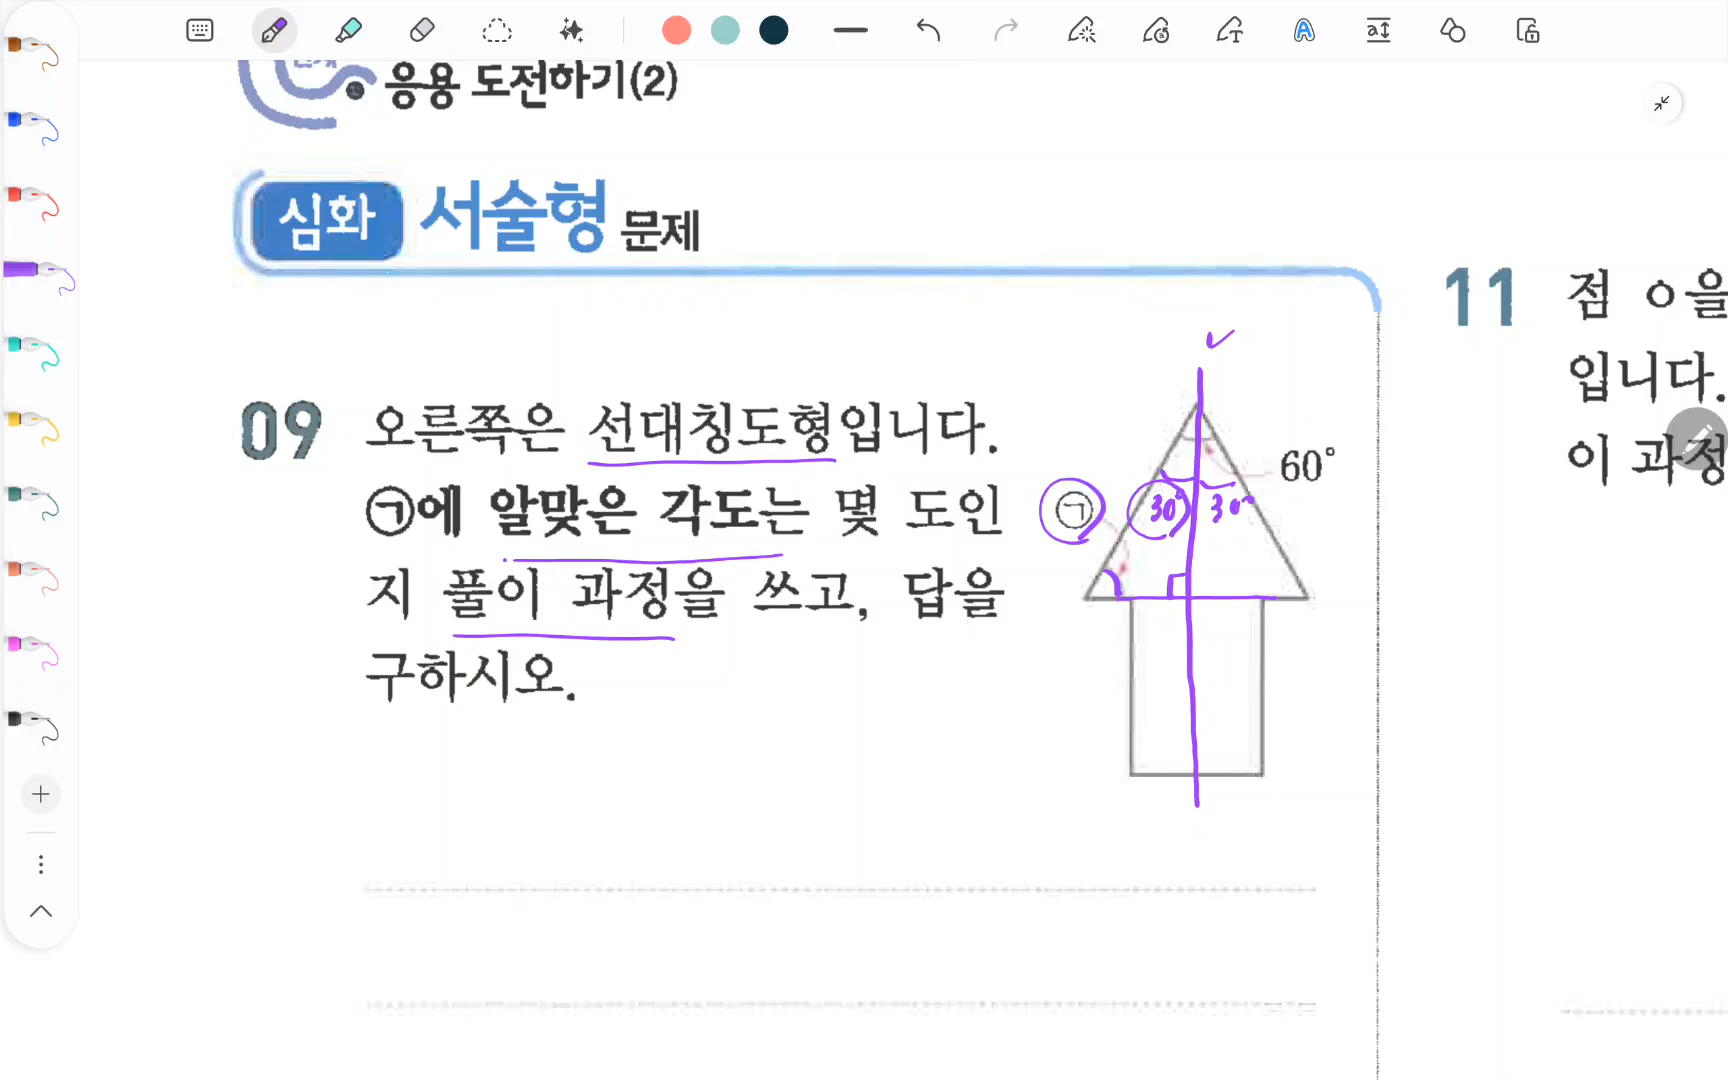 응용 도전하기(2)
심화 서술형 문제
09 오른쪽은 선대칭도형입니다.
㉠에 알맞은 각도는 몇 도인
지 풀이 과정을 쓰고, 답을
구하시오.
60°
㉠
30° 30°
11 점 ㅇ을
입니다.
이 과정